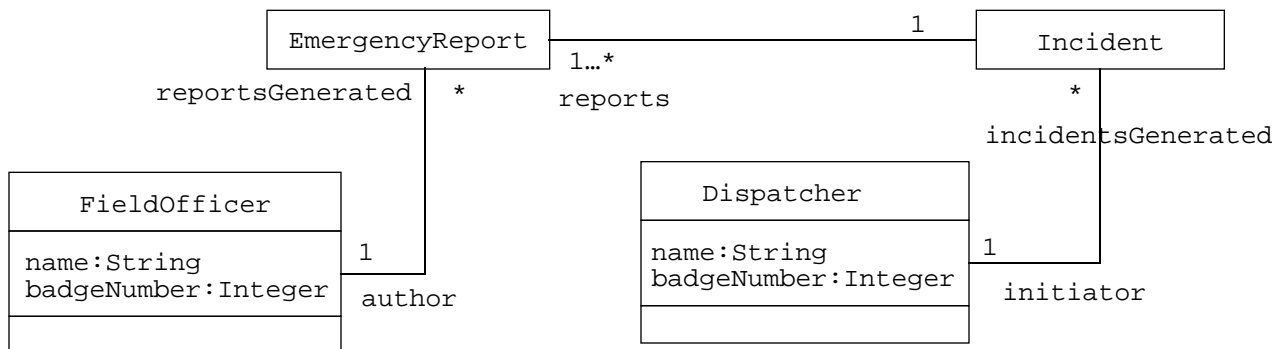 EmergencyReport
1
Incident
1…*
reportsGenerated
*
reports
*
incidentsGenerated
FieldOfficer
Dispatcher
name:String
badgeNumber:Integer
1
author
name:String
badgeNumber:Integer
1
initiator